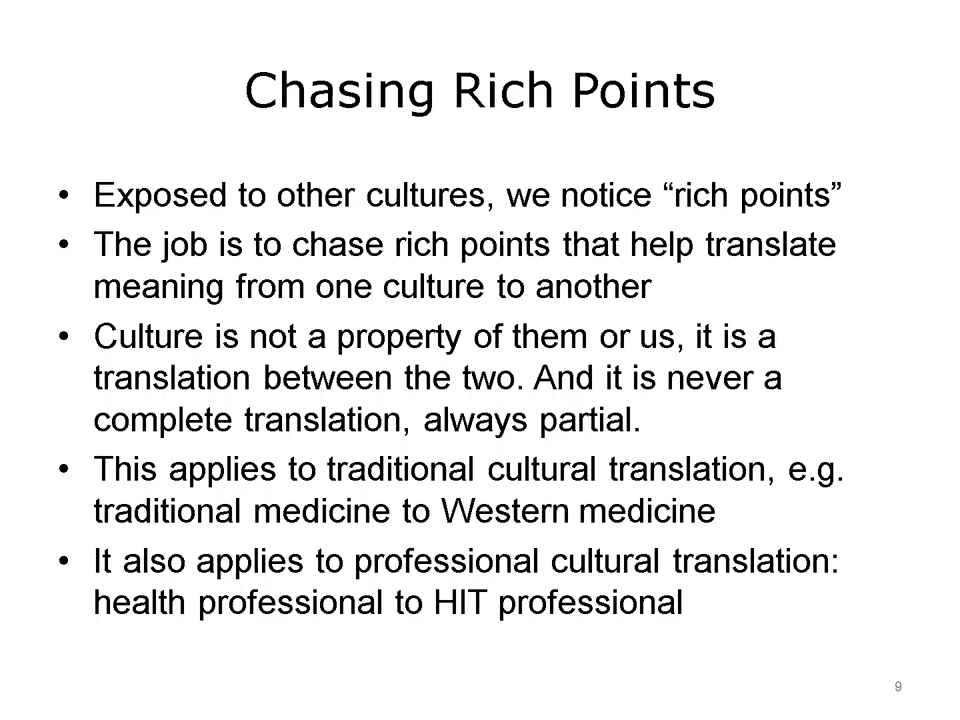 Chasing Rich Points
• Exposed to other cultures, we notice “rich points”
• The job is to chase rich points that help translate
meaning from one culture to another
• Culture is not a property of them or us, it is a
translation between the two. And it is never a
complete translation, always partial.
• This applies to traditional cultural translation, e.g.
traditional medicine to Western medicine
• It also applies to professional cultural translation:
health professional to HIT professional
9